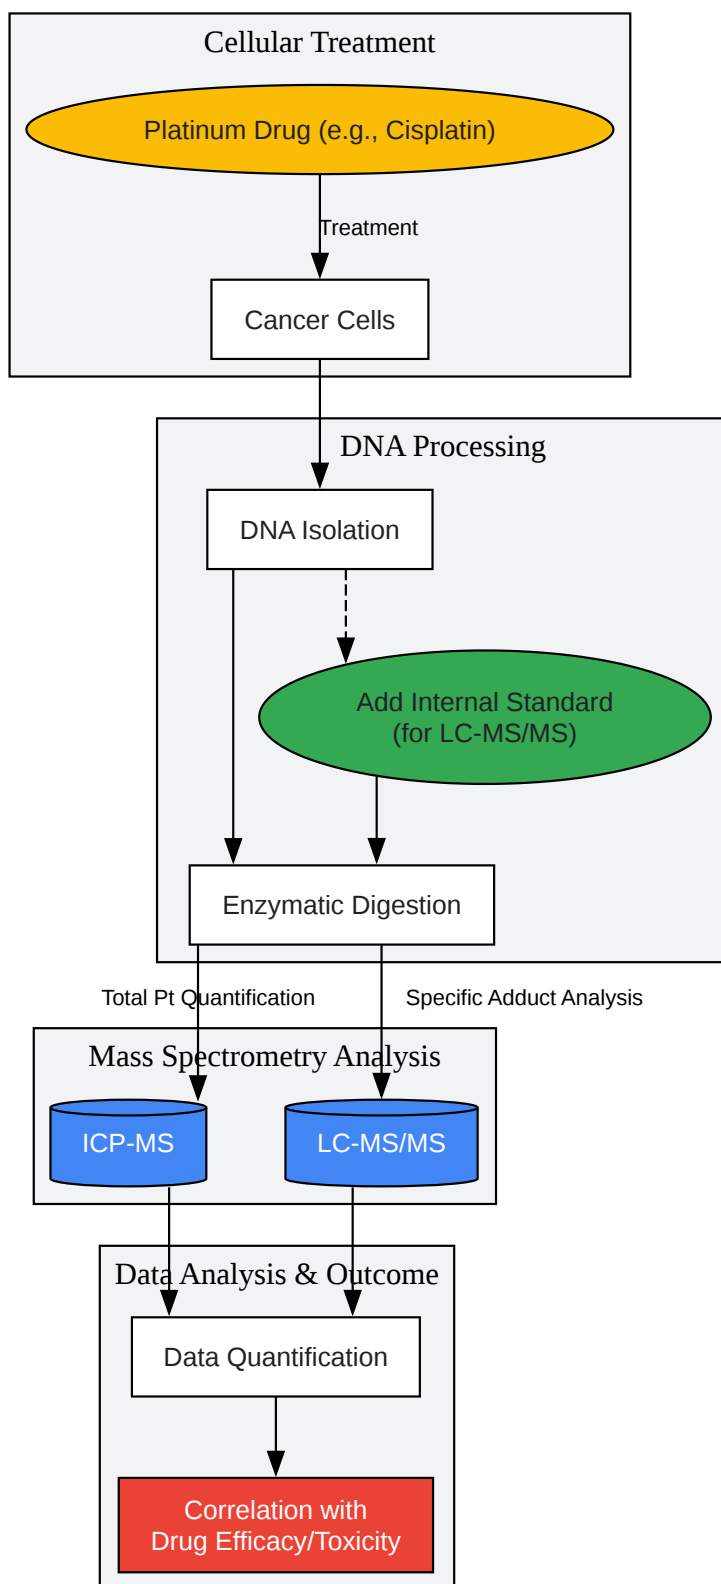 Cellular Treatment
Platinum Drug (e.g., Cisplatin)
Treatment
Cancer Cells
DNA Processing
DNA Isolation
Add Internal Standard
(for LC-MS/MS)
Enzymatic Digestion
Total Pt Quantification
Specific Adduct Analysis
Mass Spectrometry Analysis
ICP-MS
LC-MS/MS
Data Analysis & Outcome
Data Quantification
Correlation with
Drug Efficacy/Toxicity